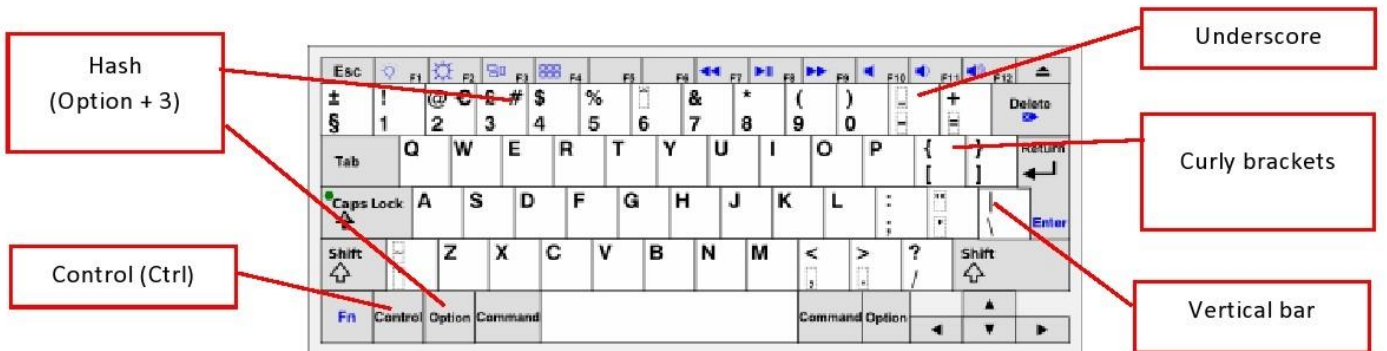 Hash
(Option + 3)
Control (Ctrl)
Underscore
Curly brackets
Vertical bar
Esc F1 F2 F3 F4 F5 F6 F7 F8 F9 F10 F11 F12
± ! @ € £ # $ % ^ & * ( ) _ +
Delete
§ 1 2 3 4 5 6 7 8 9 0 - =
Tab Q W E R T Y U I O P { } Return
[ ]
Caps Lock A S D F G H J K L : " |
; ' \ Enter
Shift ~ Z X C V B N M < > ? Shift
, . /
Fn Control Option Command Command Option